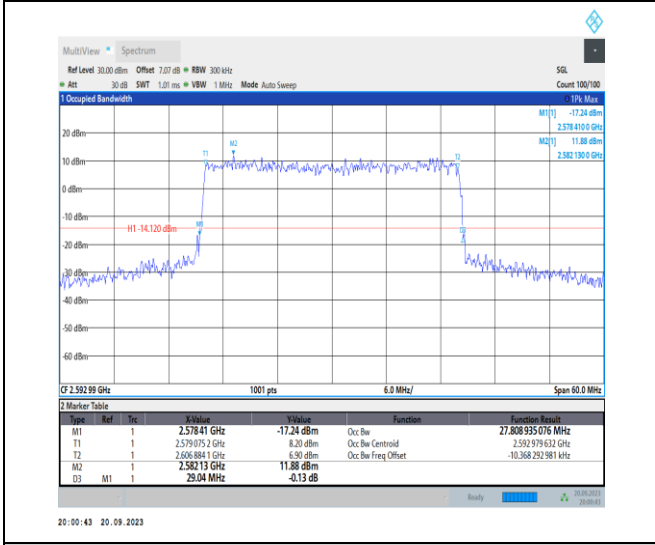 MultiView Spectrum
Ref Level 30.00 dBm Offset 7.07 dB RBW 300 kHz SGL
Att 30 dB SWT 1.01 ms VBW 1 MHz Mode Auto Sweep Count 100/100
1 Occupied Bandwidth 1Pk Max
M1[1] -17.24 dBm
2.578 410 0 GHz
20 dBm
M2[1] 11.88 dBm
2.582 130 0 GHz
M2
T1 T2
10 dBm
0 dBm
-10 dBm
H1 -14.120 dBm
M1
D3
-20 dBm
-30 dBm
-40 dBm
-50 dBm
-60 dBm
CF 2.592 99 GHz 1001 pts 6.0 MHz/ Span 60.0 MHz
2 Marker Table
Type Ref Trc X-Value Y-Value Function Function Result
M1 1 2.578 41 GHz -17.24 dBm Occ Bw 27.808 935 076 MHz
T1 1 2.579 075 2 GHz 8.20 dBm Occ Bw Centroid 2.592 979 632 GHz
T2 1 2.606 884 1 GHz 6.90 dBm Occ Bw Freq Offset -10.368 292 981 kHz
M2 1 2.582 13 GHz 11.88 dBm
D3 M1 1 29.04 MHz -0.13 dB
Ready 20.09.2023
20:00:43
20:00:43 20.09.2023